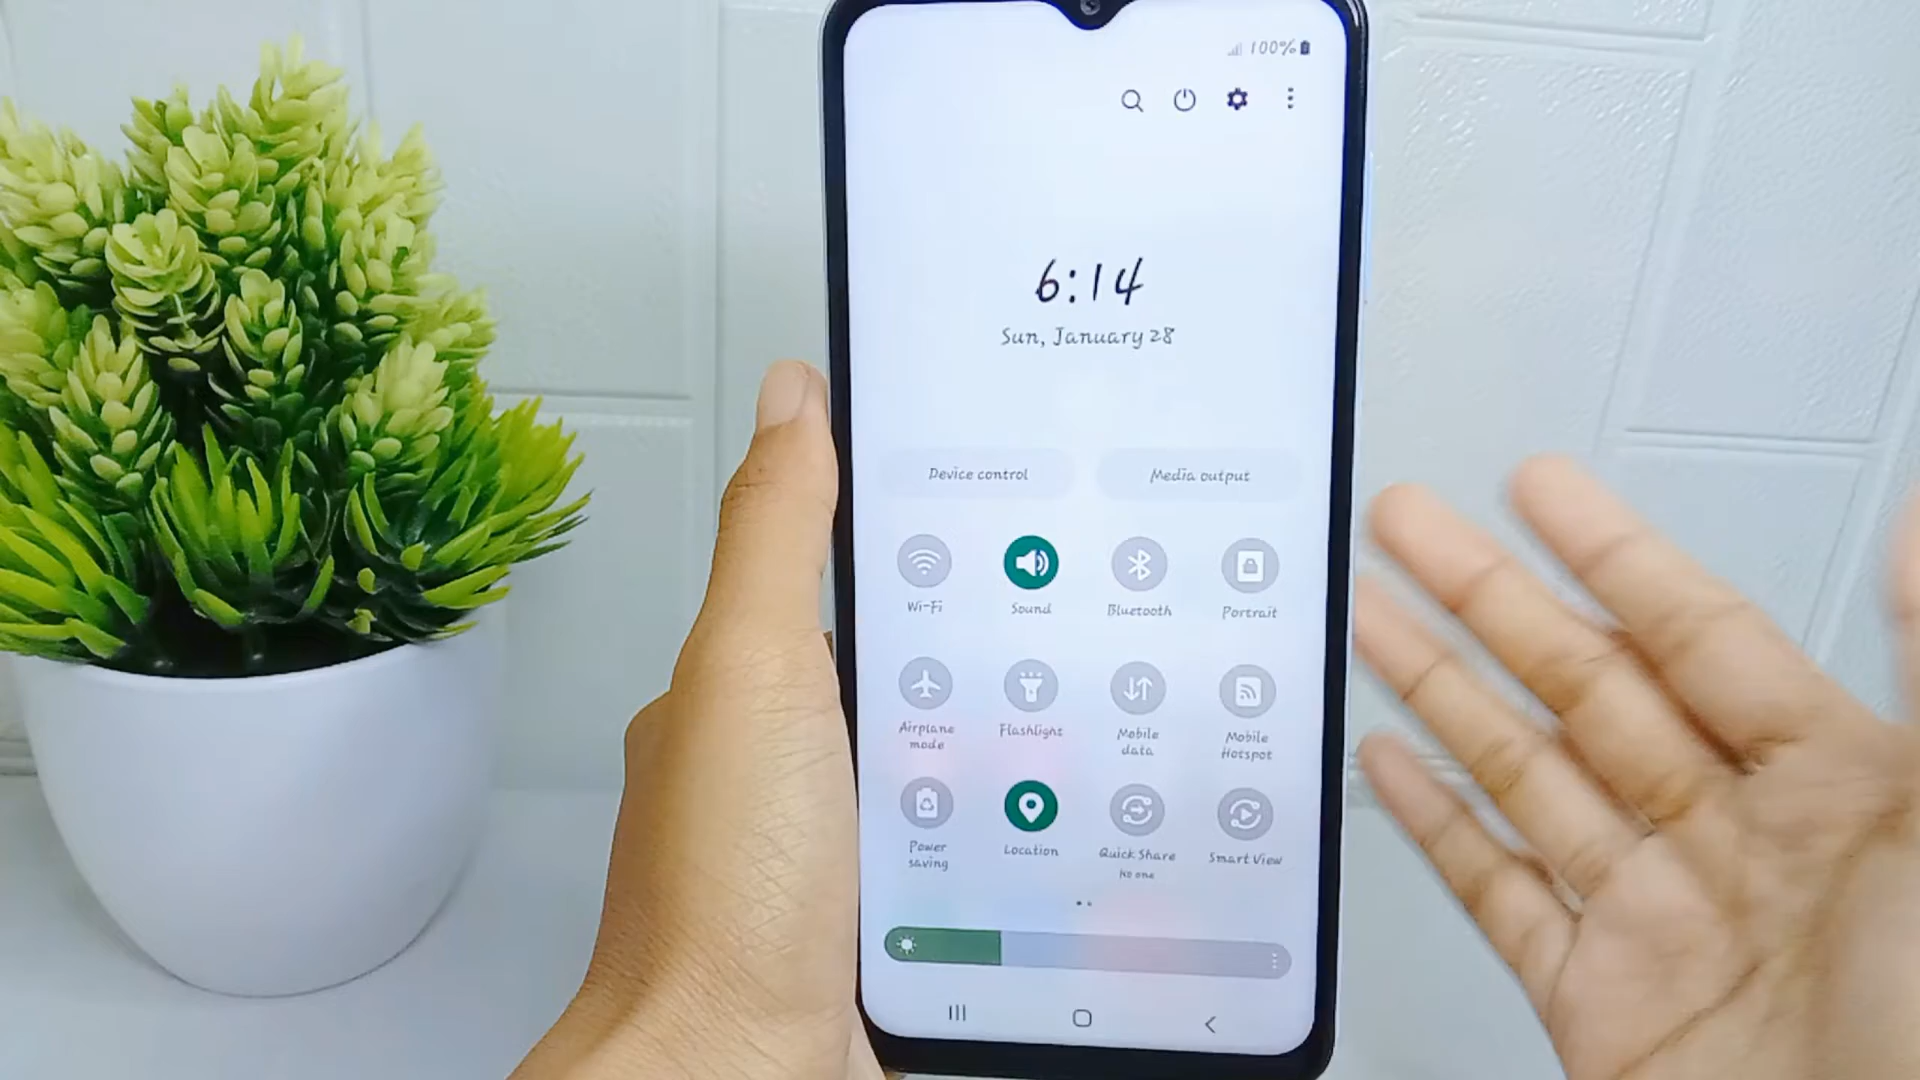 100%
6:14
Sun, January 28
Device control
Media output
Wi-Fi
Sound
Bluetooth
Portrait
Airplane
mode
Flashlight
Mobile
data
Mobile
Hotspot
Power
saving
Location
Quick Share
No one
Smart View